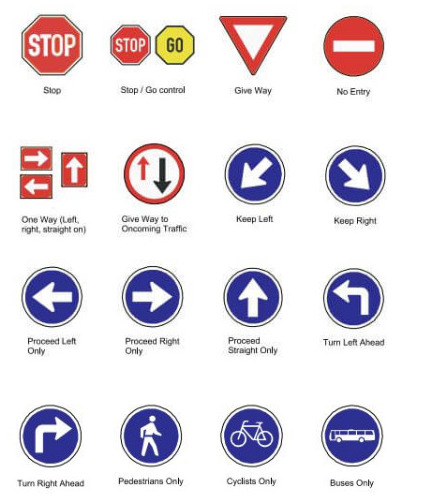 STOP
STOP GO
Stop
Stop / Go control
Give Way
No Entry
One Way (Left,
right, straight on)
Give Way to
Oncoming Traffic
Keep Left
Keep Right
Proceed Left
Only
Proceed Right
Only
Proceed
Straight Only
Turn Left Ahead
Turn Right Ahead
Pedestrians Only
Cyclists Only
Buses Only